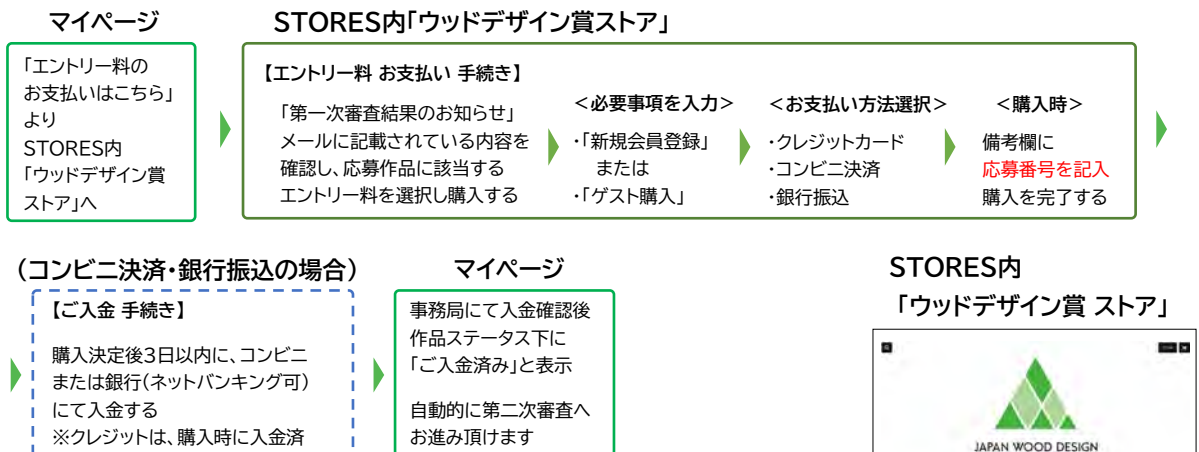 マイページ
「エントリー料の
お支払いはこちら」
より
STORES内
「ウッドデザイン賞
ストア」へ
STORES内「ウッドデザイン賞ストア」
【エントリー料 お支払い 手続き】
「第一次審査結果のお知らせ」
メールに記載されている内容を
確認し、応募作品に該当する
エントリー料を選択し購入する
＜必要事項を入力＞
・「新規会員登録」
または
・「ゲスト購入」
＜お支払い方法選択＞
・クレジットカード
・コンビニ決済
・銀行振込
＜購入時＞
備考欄に
応募番号を記入
購入を完了する
（コンビニ決済・銀行振込の場合）
【ご入金 手続き】
購入決定後3日以内に、コンビニ
または銀行（ネットバンキング可）
にて入金する
※クレジットは、購入時に入金済
マイページ
事務局にて入金確認後
作品ステータス下に
「ご入金済み」と表示
自動的に第二次審査へ
お進み頂けます
STORES内
「ウッドデザイン賞 ストア」
JAPAN WOOD DESIGN